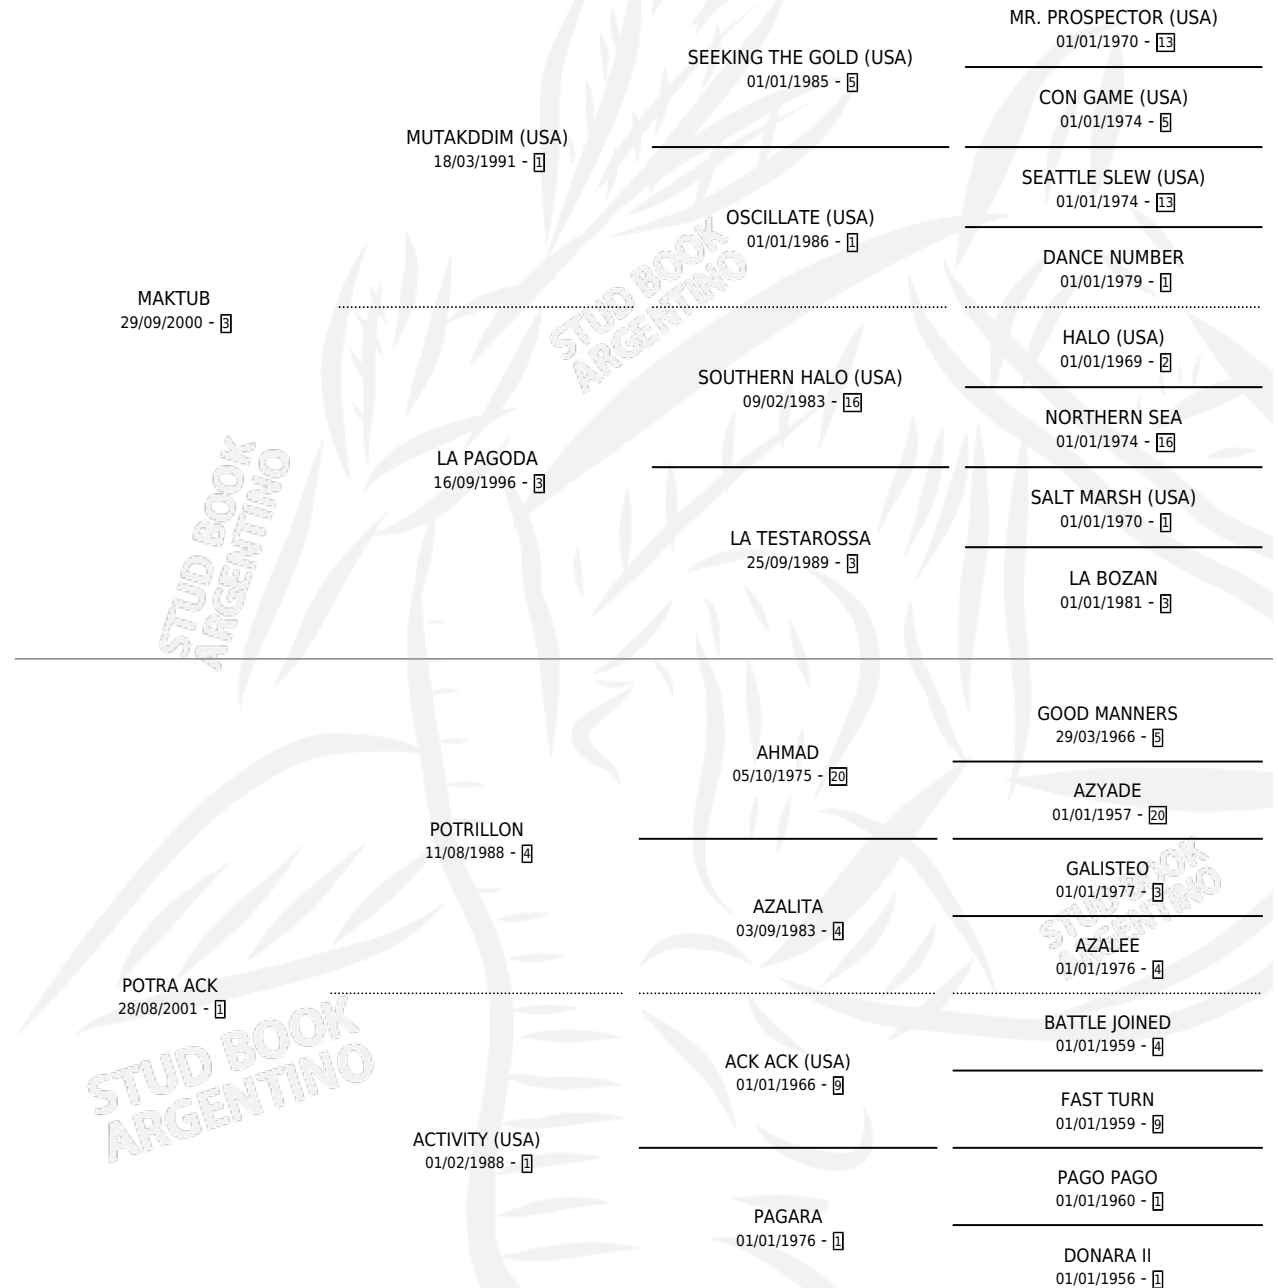 MR. PROSPECTOR (USA)
01/01/1970 - 13
SEEKING THE GOLD (USA)
01/01/1985 - 5
CON GAME (USA)
01/01/1974 - 5
MUTAKDDIM (USA)
18/03/1991 - 1
SEATTLE SLEW (USA)
01/01/1974 - 13
OSCILLATE (USA)
01/01/1986 - 1
DANCE NUMBER
01/01/1979 - 1
MAKTUB
29/09/2000 - 3
HALO (USA)
01/01/1969 - 2
SOUTHERN HALO (USA)
09/02/1983 - 16
NORTHERN SEA
01/01/1974 - 16
LA PAGODA
16/09/1996 - 3
SALT MARSH (USA)
01/01/1970 - 1
LA TESTAROSSA
25/09/1989 - 3
LA BOZAN
01/01/1981 - 3
STUD BOOK
ARGENTINO
STUD BOOK
ARGENTINO
GOOD MANNERS
29/03/1966 - 5
AHMAD
05/10/1975 - 20
AZYADE
01/01/1957 - 20
POTRILLON
11/08/1988 - 4
GALISTEO
01/01/1977 - 3
AZALITA
03/09/1983 - 4
AZALEE
01/01/1976 - 4
POTRA ACK
28/08/2001 - 1
BATTLE JOINED
01/01/1959 - 4
ACK ACK (USA)
01/01/1966 - 9
FAST TURN
01/01/1959 - 9
ACTIVITY (USA)
01/02/1988 - 1
PAGO PAGO
01/01/1960 - 1
PAGARA
01/01/1976 - 1
DONARA II
01/01/1956 - 1
STUD BOOK
ARGENTINO
STUD BOOK
ARGENTINO